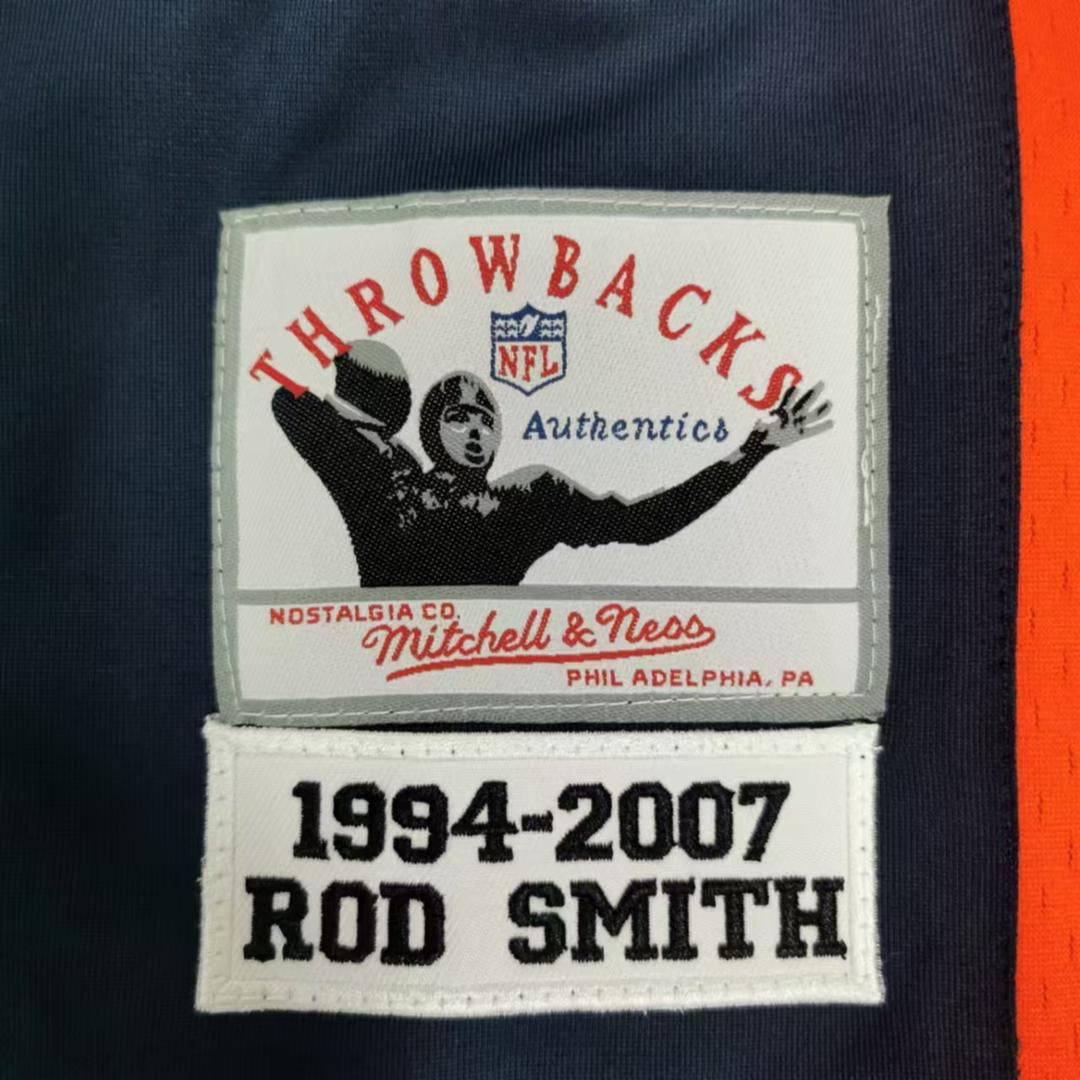 THROWBACKS
NFL
Authentics
NOSTALGIA CO.
Mitchell & Ness
PHILADELPHIA, PA
1994-2007
ROD SMITH